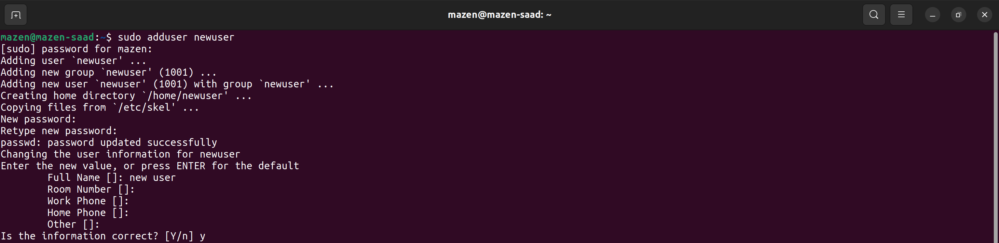 mazen@mazen-saad: ~
mazen@mazen-saad:~$ sudo adduser newuser
[sudo] password for mazen:
Adding user `newuser' ...
Adding new group `newuser' (1001) ...
Adding new user `newuser' (1001) with group `newuser' ...
Creating home directory `/home/newuser' ...
Copying files from `/etc/skel' ...
New password:
Retype new password:
passwd: password updated successfully
Changing the user information for newuser
Enter the new value, or press ENTER for the default
        Full Name []: new user
        Room Number []:
        Work Phone []:
        Home Phone []:
        Other []:
Is the information correct? [Y/n] y